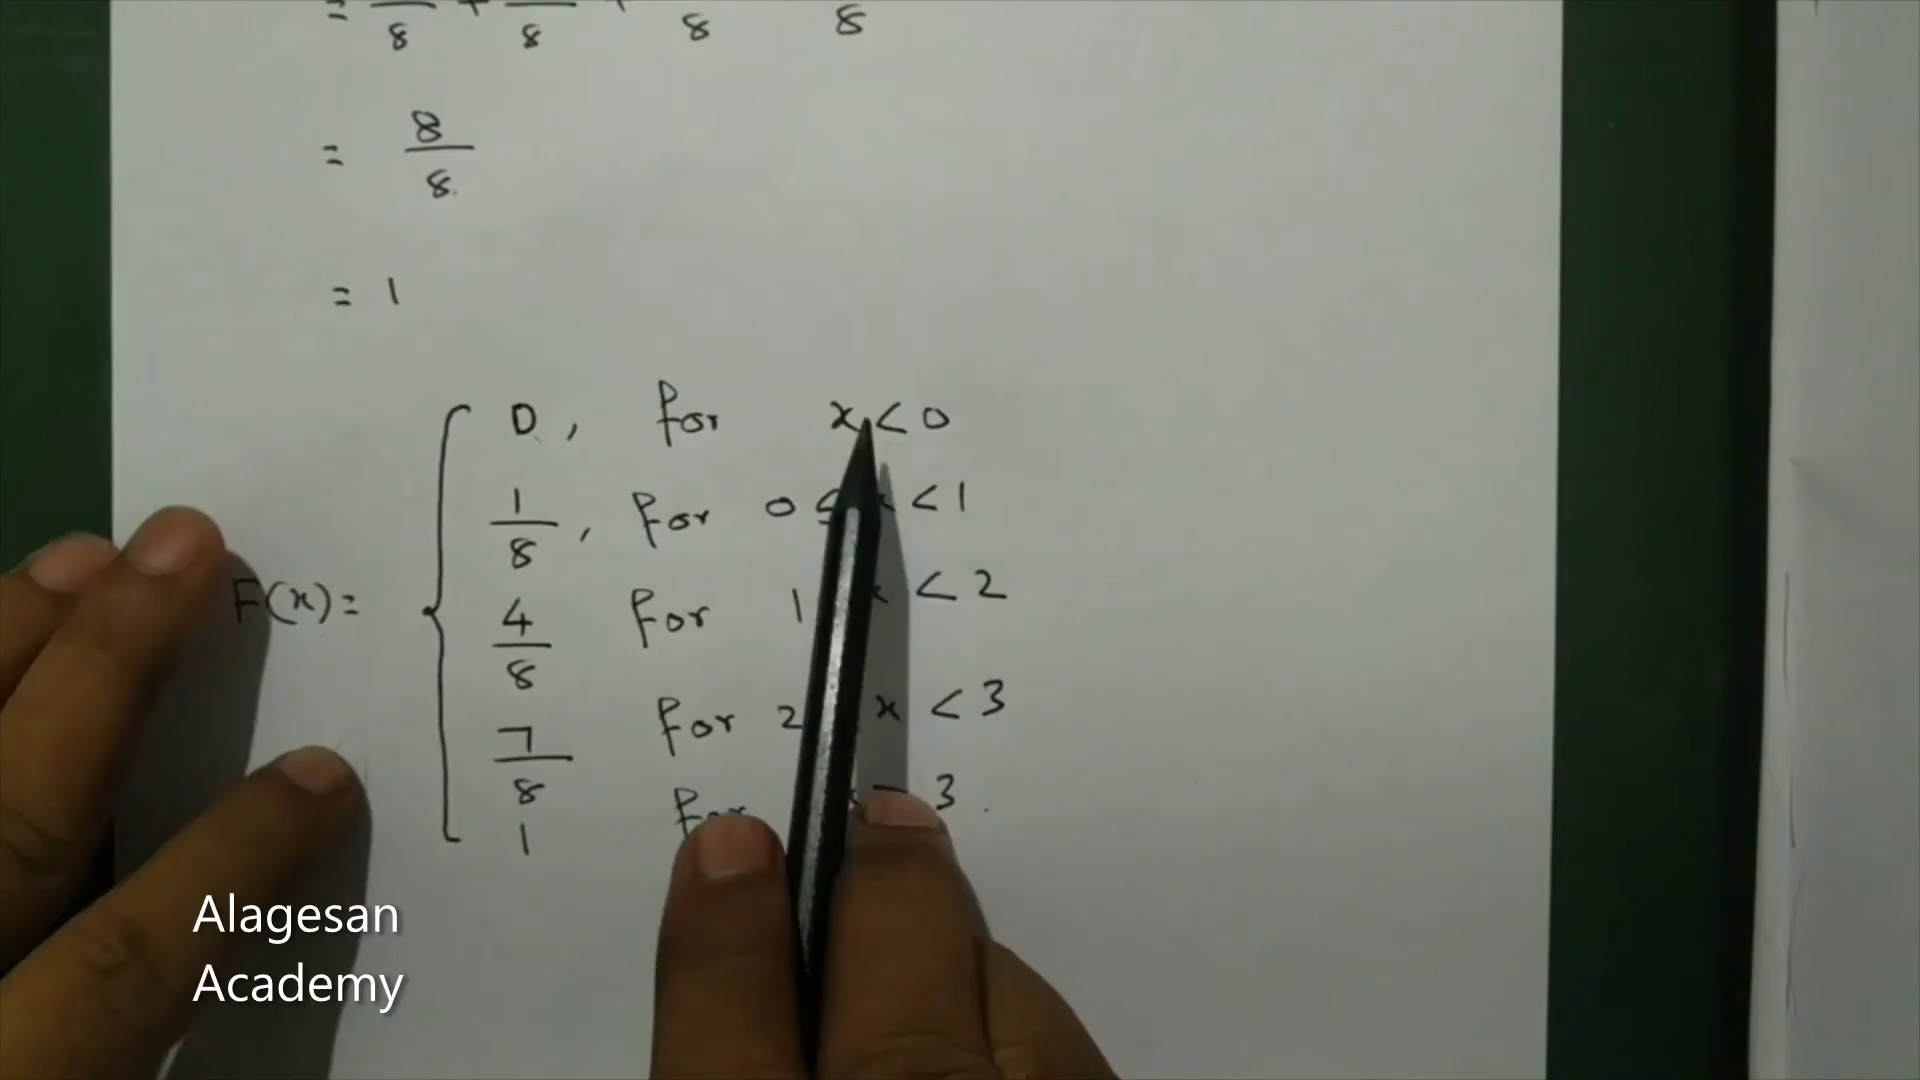 = 8 + 8 + 8 8
= 8/8
= 1
0, for x < 0
1/8, for 0 ≤ x < 1
F(x) =
4/8 for 1 x < 2
7/8 for 2 x < 3
1 for 3.
Alagesan
Academy